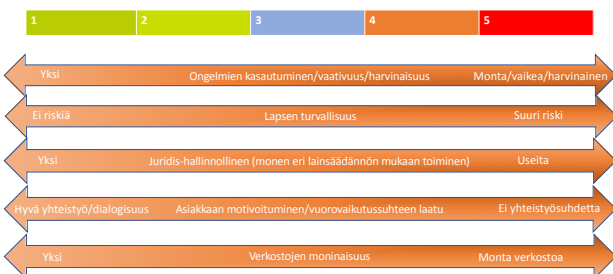 1 2 3 4 5
Yksi Ongelmien kasautuminen/vaativuus/harvinaisuus Monta/vaikea/harvinainen
Ei riskiä Lapsen turvallisuus Suuri riski
Yksi Juridis-hallinnollinen (monen eri lainsäädännön mukaan toiminen) Useita
Hyvä yhteistyö/dialogisuus Asiakkaan motivoituminen/vuorovaikutussuhteen laatu Ei yhteistyösuhdetta
Yksi Verkostojen moninaisuus Monta verkostoa